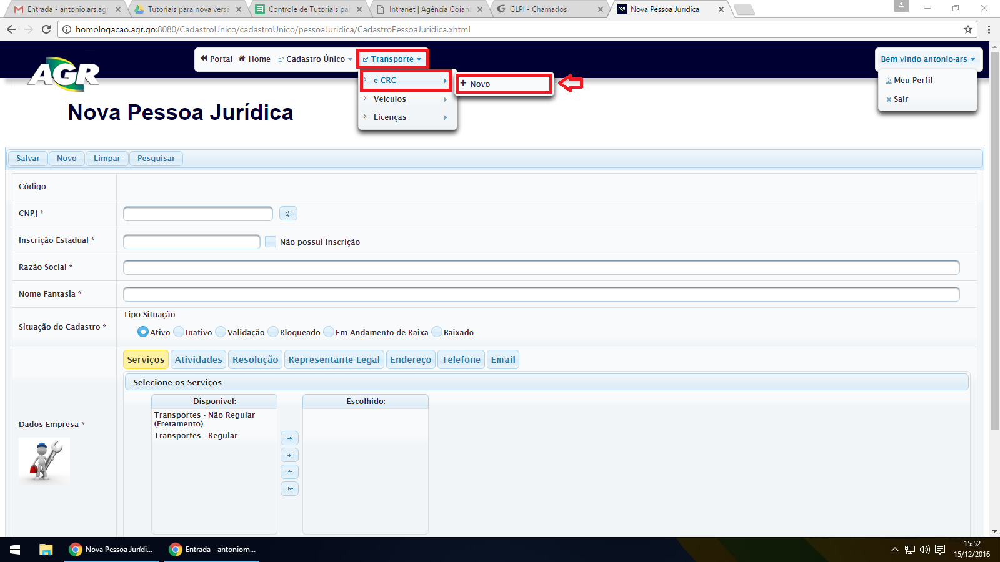 Entrada - antonio.ars.agr
Tutoriais para nova versã
Controle de Tutoriais par
Intranet | Agência Goian
GLPI - Chamados
Nova Pessoa Jurídica
homologacao.agr.go:8080/CadastroUnico/cadastroUnico/pessoaJuridica/CadastroPessoaJuridica.xhtml
AGR
Portal Home Cadastro Único Transporte
Bem vindo antonio-ars
e-CRC
Novo
Veículos
Licenças
Meu Perfil
Sair
Nova Pessoa Jurídica
Salvar Novo Limpar Pesquisar
Código
CNPJ *
Inscrição Estadual *
Não possui Inscrição
Razão Social *
Nome Fantasia *
Situação do Cadastro *
Tipo Situação
Ativo Inativo Validação Bloqueado Em Andamento de Baixa Baixado
Dados Empresa *
Serviços Atividades Resolução Representante Legal Endereço Telefone Email
Selecione os Serviços
Disponível:
Transportes - Não Regular
(Fretamento)
Transportes - Regular
Escolhido:
Nova Pessoa Jurídi...
Entrada - antoniom...
15:52
15/12/2016